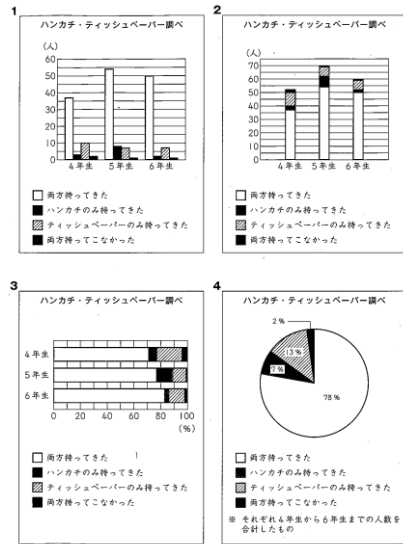 1
ハンカチ・ティッシュペーパー調べ
(人)
60
50
40
30
20
10
0
4年生
5年生
6年生
両方持ってきた
ハンカチのみ持ってきた
ティッシュペーパーのみ持ってきた
両方持ってこなかった
2
ハンカチ・ティッシュペーパー調べ
(人)
70
60
50
40
30
20
10
0
4年生
5年生
6年生
両方持ってきた
ハンカチのみ持ってきた
ティッシュペーパーのみ持ってきた
両方持ってこなかった
3
ハンカチ・ティッシュペーパー調べ
4年生
5年生
6年生
0 20 40 60 80 100
(%)
両方持ってきた
ハンカチのみ持ってきた
ティッシュペーパーのみ持ってきた
両方持ってこなかった
4
ハンカチ・ティッシュペーパー調べ
2%
13%
7%
78%
両方持ってきた
ハンカチのみ持ってきた
ティッシュペーパーのみ持ってきた
両方持ってこなかった
※ それぞれ4年生から6年生までの人数を
合計したもの